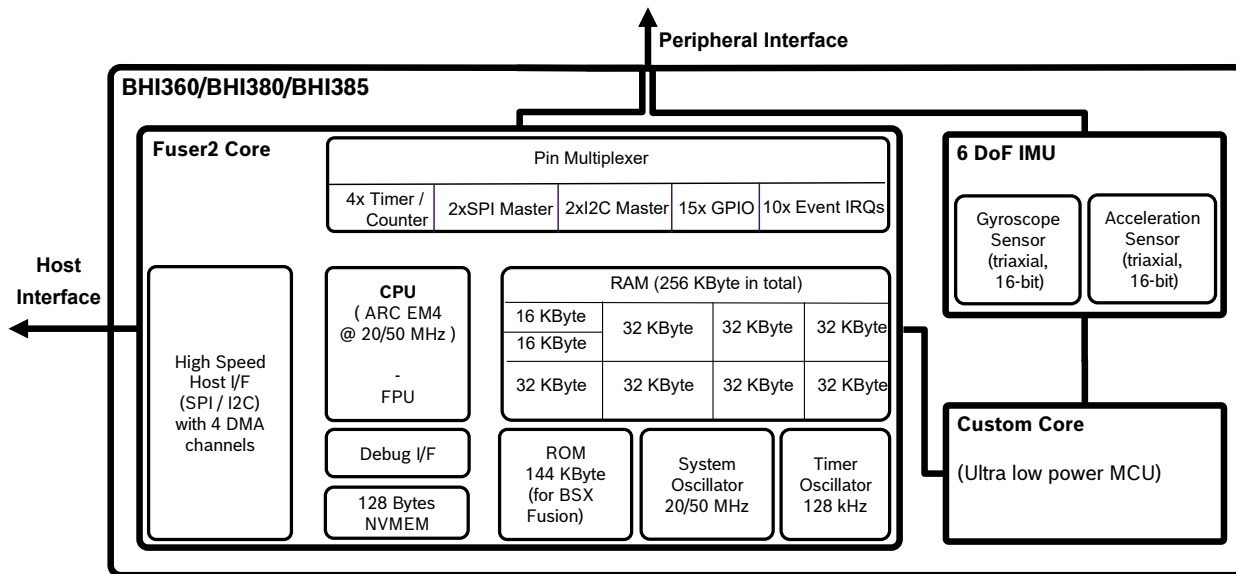 Peripheral Interface
BHI360/BHI380/BHI385
Fuser2 Core
Pin Multiplexer
4x Timer /
Counter
2xSPI Master
2xI2C Master
15x GPIO
10x Event IRQs
6 DoF IMU
Gyroscope
Sensor
(triaxial,
16-bit)
Acceleration
Sensor
(triaxial,
16-bit)
Host
Interface
High Speed
Host I/F
(SPI / I2C)
with 4 DMA
channels
CPU
( ARC EM4
@ 20/50 MHz )
-
FPU
RAM (256 KByte in total)
16 KByte
16 KByte
32 KByte
32 KByte
32 KByte
32 KByte
32 KByte
32 KByte
32 KByte
Debug I/F
128 Bytes
NVMEM
ROM
144 KByte
(for BSX
Fusion)
System
Oscillator
20/50 MHz
Timer
Oscillator
128 kHz
Custom Core
(Ultra low power MCU)